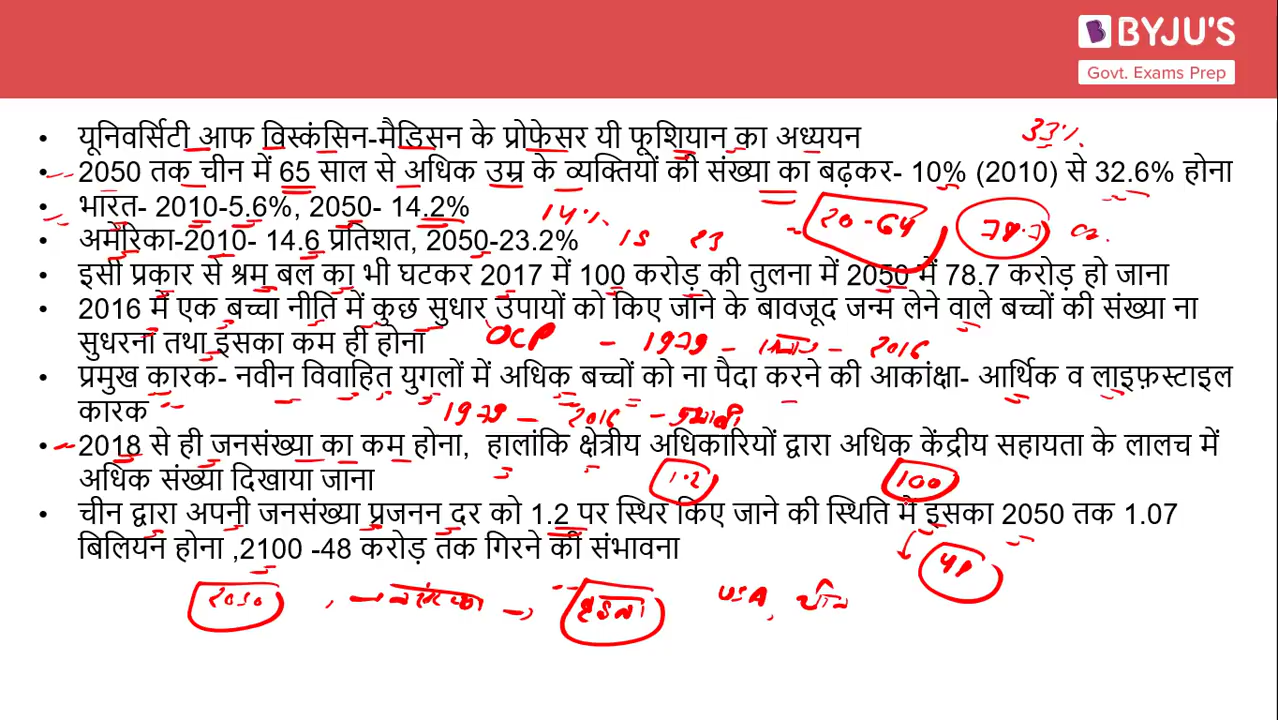 BYJU'S
Govt. Exams Prep
• यूनिवर्सिटी आफ विस्कंसिन-मैडिसन के प्रोफेसर यी फूशियान का अध्ययन
33%
• 2050 तक चीन में 65 साल से अधिक उम्र के व्यक्तियों की संख्या का बढ़कर- 10% (2010) से 32.6% होना
• भारत- 2010-5.6%, 2050- 14.2%
14%
20-64
78.7
• अमेरिका-2010- 14.6 प्रतिशत, 2050-23.2%
15 23
• इसी प्रकार से श्रम बल का भी घटकर 2017 में 100 करोड़ की तुलना में 2050 में 78.7 करोड़ हो जाना
• 2016 में एक बच्चा नीति में कुछ सुधार उपायों को किए जाने के बावजूद जन्म लेने वाले बच्चों की संख्या ना
सुधरना तथा इसका कम ही होना
OCP - 1979 - - 2016
• प्रमुख कारक- नवीन विवाहित युगलों में अधिक बच्चों को ना पैदा करने की आकांक्षा- आर्थिक व लाइफ़स्टाइल
कारक
1979 - 2016 -
• 2018 से ही जनसंख्या का कम होना, हालांकि क्षेत्रीय अधिकारियों द्वारा अधिक केंद्रीय सहायता के लालच में
अधिक संख्या दिखाया जाना
1.2
100
• चीन द्वारा अपनी जनसंख्या प्रजनन दर को 1.2 पर स्थिर किए जाने की स्थिति में इसका 2050 तक 1.07
बिलियन होना ,2100 -48 करोड़ तक गिरने की संभावना
48
2050
USA, चीन